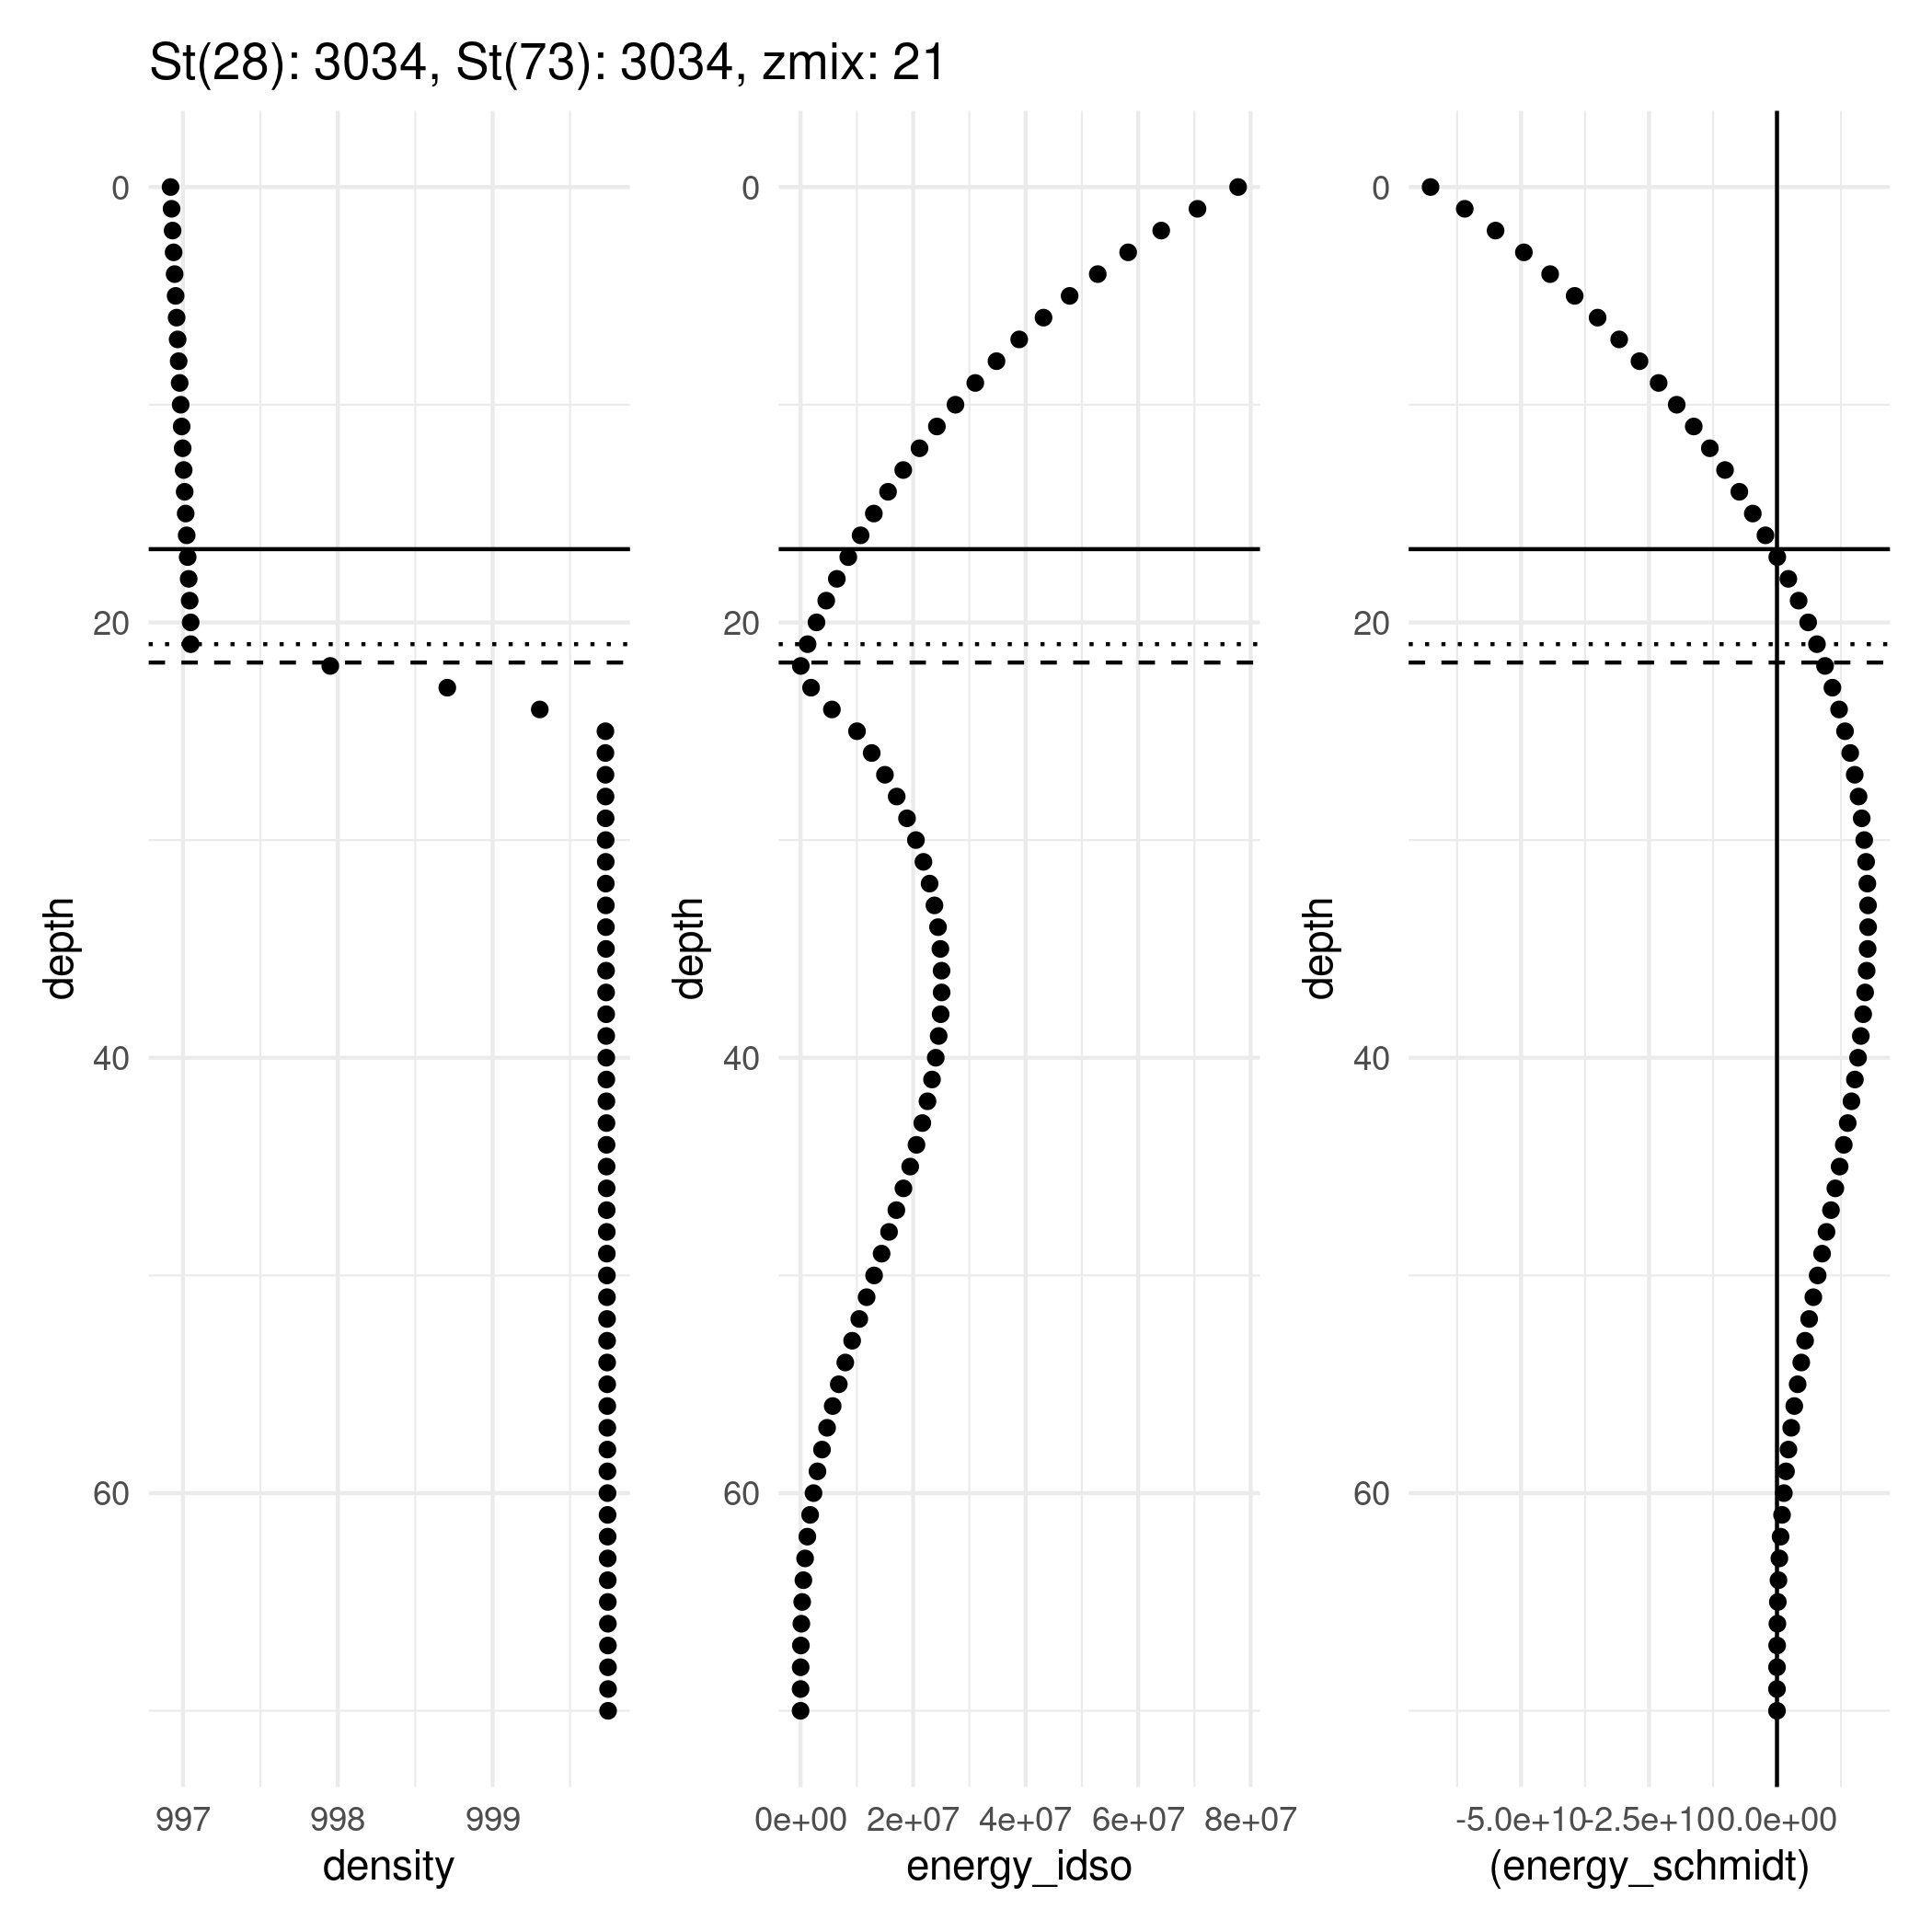 St(28): 3034, St(73): 3034, zmix: 21
0
20
40
60
depth
997
998
999
density
0
20
40
60
depth
0e+00
2e+07
4e+07
6e+07
8e+07
energy_idso
0
20
40
60
depth
-5.0e+10
-2.5e+10
0.0e+00
(energy_schmidt)